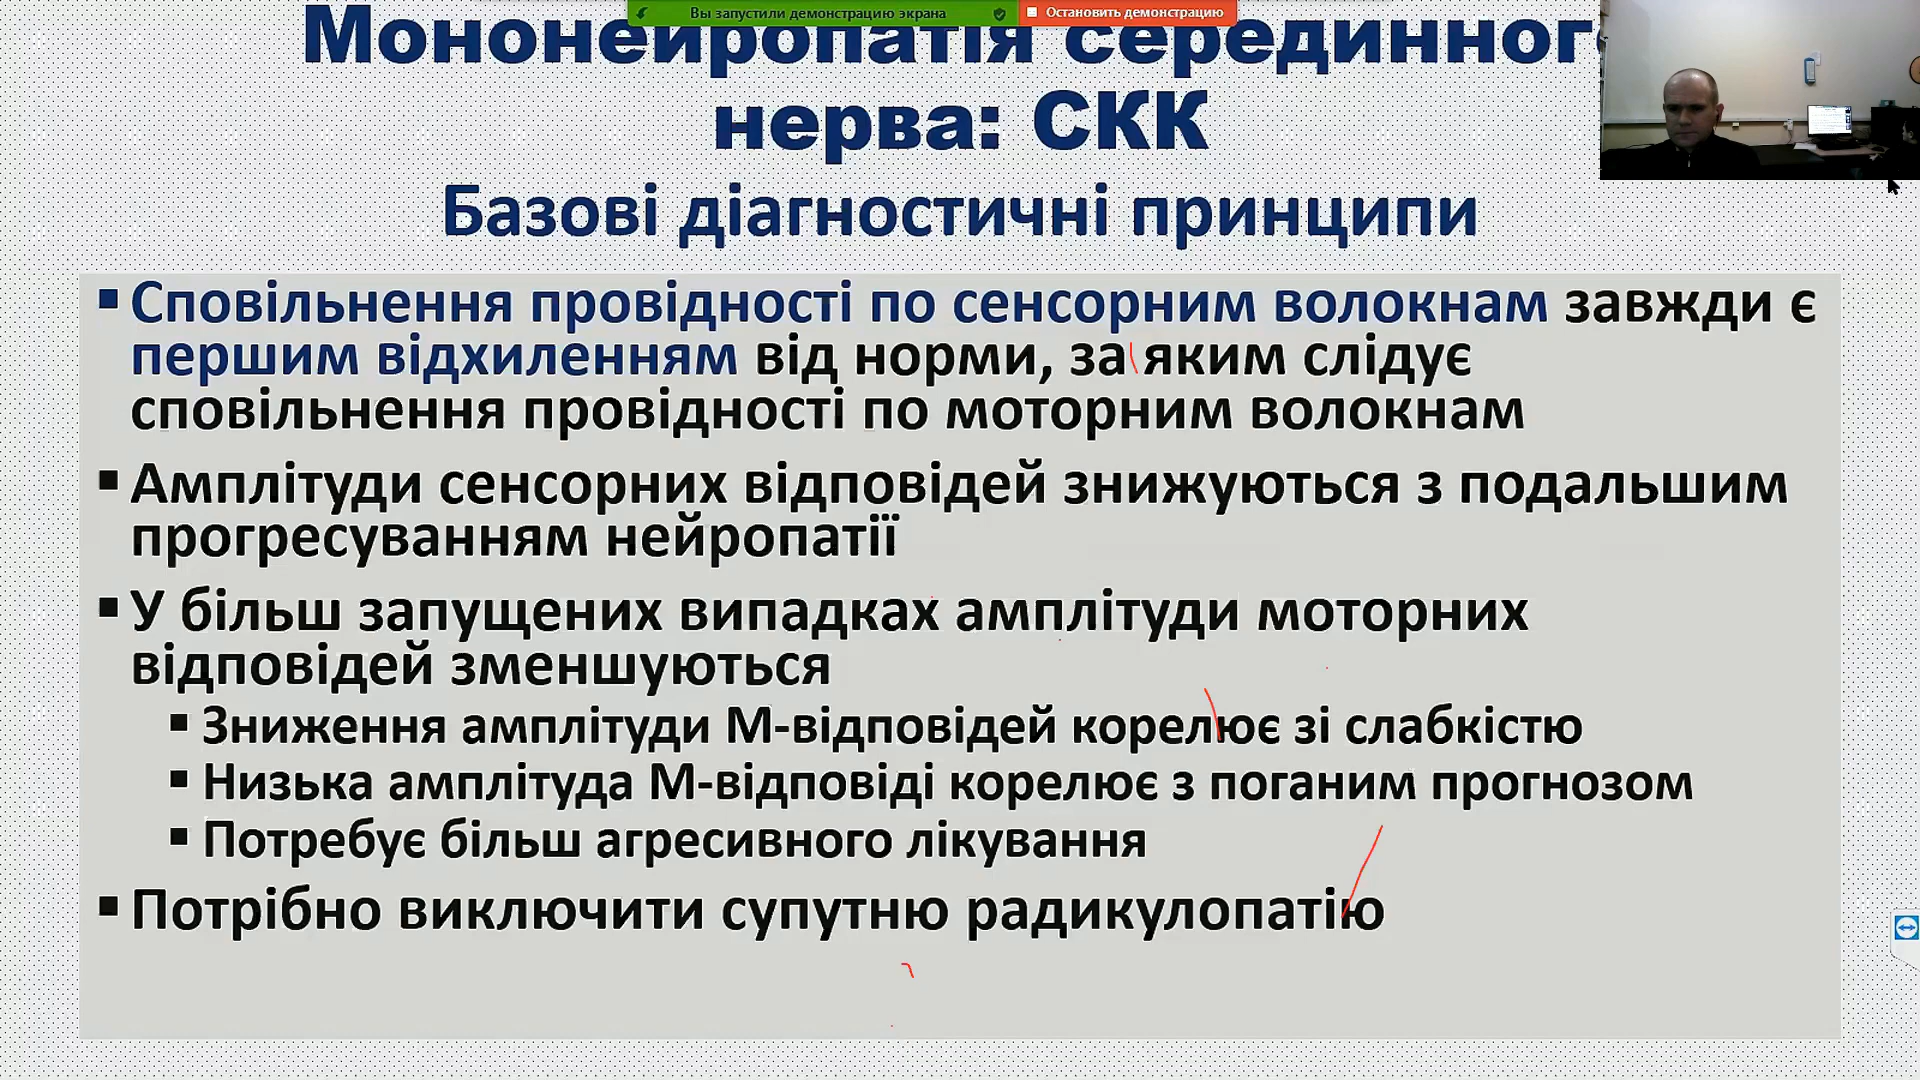 Вы запустили демонстрацию экрана
Остановить демонстрацию
Мононейропатія серединног
нерва: СКК
Базові діагностичні принципи
▪ Сповільнення провідності по сенсорним волокнам завжди є
першим відхиленням від норми, за яким слідує
сповільнення провідності по моторним волокнам
▪ Амплітуди сенсорних відповідей знижуються з подальшим
прогресуванням нейропатії
▪ У більш запущених випадках амплітуди моторних
відповідей зменшуються
▪ Зниження амплітуди М-відповідей корелює зі слабкістю
▪ Низька амплітуда М-відповіді корелює з поганим прогнозом
▪ Потребує більш агресивного лікування
▪ Потрібно виключити супутню радикулопатію